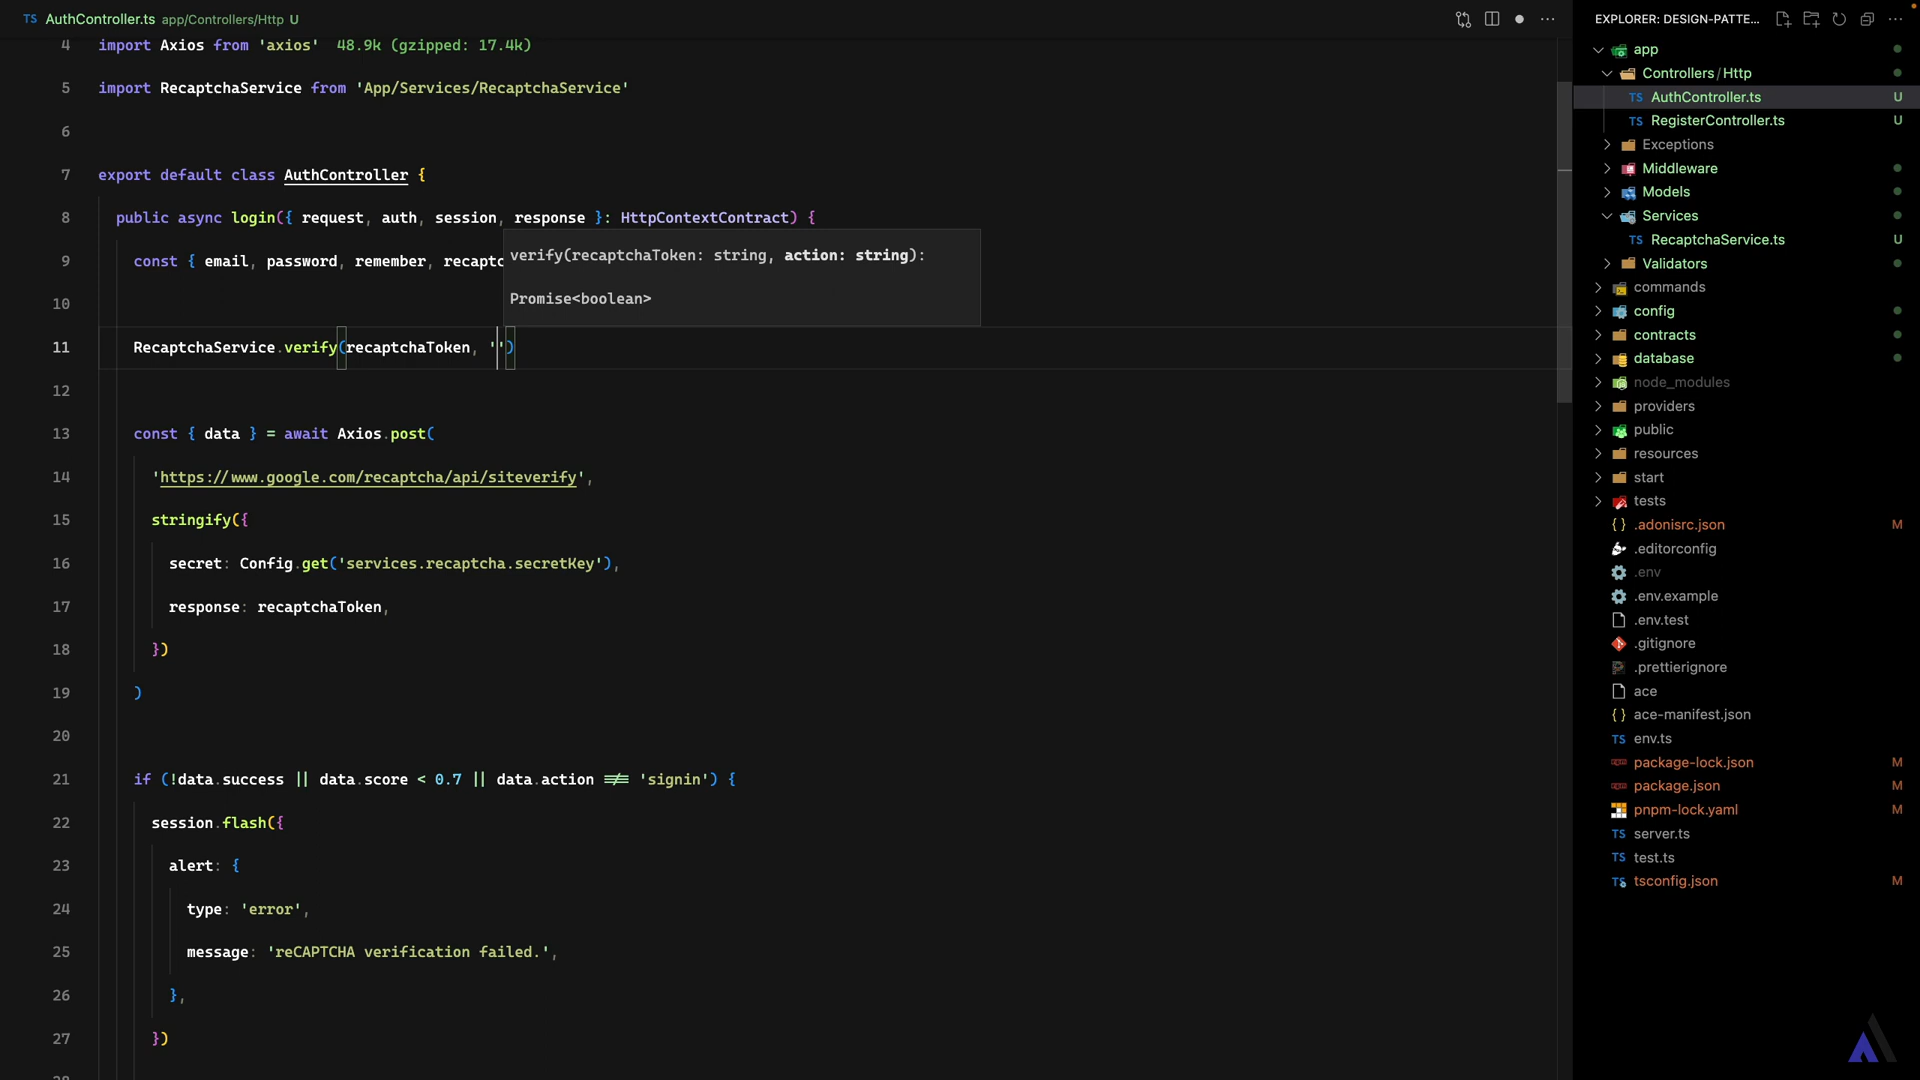 TS AuthController.ts app/Controllers/Http U
4 import Axios from 'axios' 48.9k (gzipped: 17.4k)
5 import RecaptchaService from 'App/Services/RecaptchaService'
6
7 export default class AuthController {
8 public async login({ request, auth, session, response }: HttpContextContract) {
9 const { email, password, remember, recaptc
verify(recaptchaToken: string, action: string):
Promise<boolean>
10
11 RecaptchaService.verify(recaptchaToken, '')
12
13 const { data } = await Axios.post(
14 'https://www.google.com/recaptcha/api/siteverify',
15 stringify({
16 secret: Config.get('services.recaptcha.secretKey'),
17 response: recaptchaToken,
18 })
19 )
20
21 if (!data.success || data.score < 0.7 || data.action !== 'signin') {
22 session.flash({
23 alert: {
24 type: 'error',
25 message: 'reCAPTCHA verification failed.',
26 },
27 })
EXPLORER: DESIGN-PATTE...
app
Controllers/Http
TS AuthController.ts U
TS RegisterController.ts U
Exceptions
Middleware
Models
Services
TS RecaptchaService.ts U
Validators
commands
config
contracts
database
node_modules
providers
public
resources
start
tests
{ } .adonisrc.json M
.editorconfig
.env
.env.example
.env.test
.gitignore
.prettierignore
ace
{ } ace-manifest.json
TS env.ts
package-lock.json M
package.json M
pnpm-lock.yaml M
TS server.ts
TS test.ts
TS tsconfig.json M